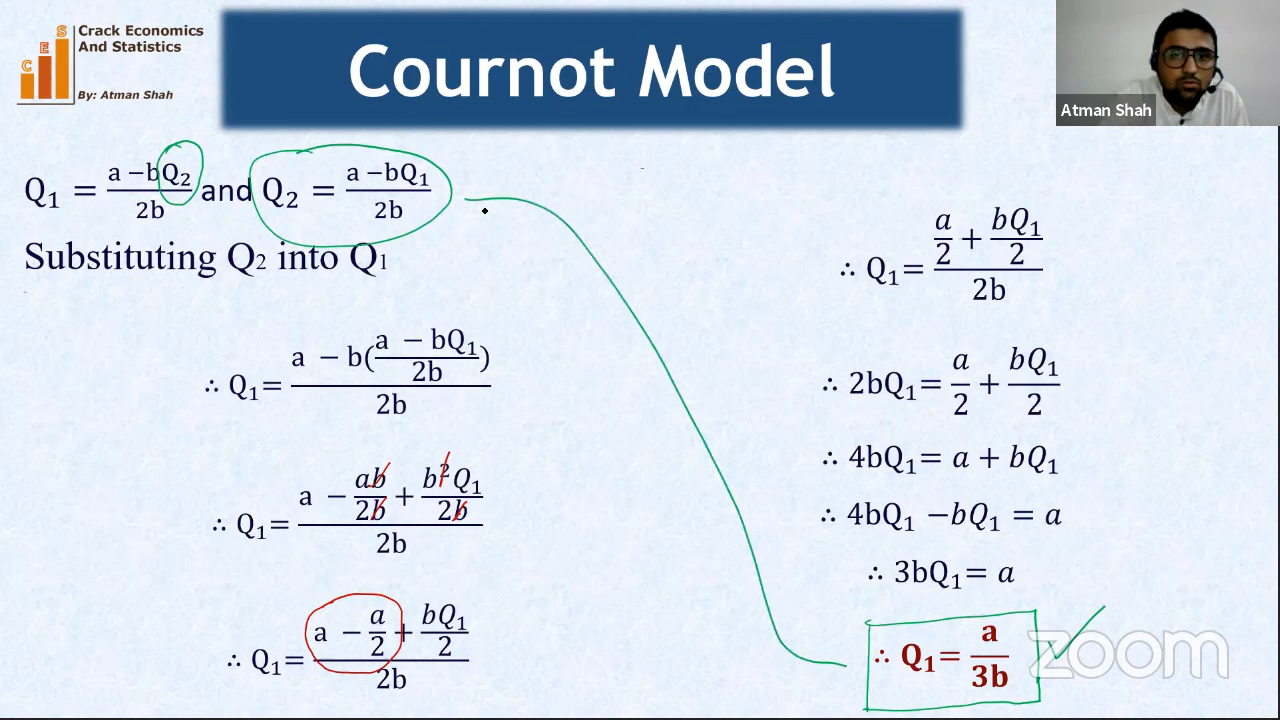 Crack Economics
And Statistics
C E S
By: Atman Shah
Cournot Model
Atman Shah
Q₁ = (a −bQ₂)/2b and Q₂ = (a −bQ₁)/2b
Substituting Q₂ into Q₁
∴ Q₁= (a − b((a − bQ₁)/2b))/2b
∴ Q₁= (a − ab/2b + b²Q₁/2b)/2b
∴ Q₁= (a − a/2 + bQ₁/2)/2b
∴ Q₁= (a/2 + bQ₁/2)/2b
∴ 2bQ₁= a/2 + bQ₁/2
∴ 4bQ₁= a + bQ₁
∴ 4bQ₁ −bQ₁ = a
∴ 3bQ₁= a
∴ Q₁= a/3b
zoom